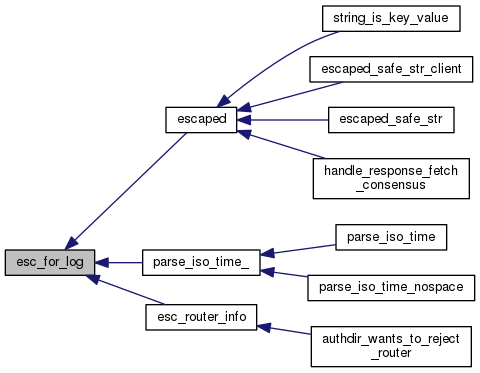 string_is_key_value
escaped_safe_str_client
escaped
escaped_safe_str
handle_response_fetch
_consensus
parse_iso_time
esc_for_log
parse_iso_time_
parse_iso_time_nospace
esc_router_info
authdir_wants_to_reject
_router